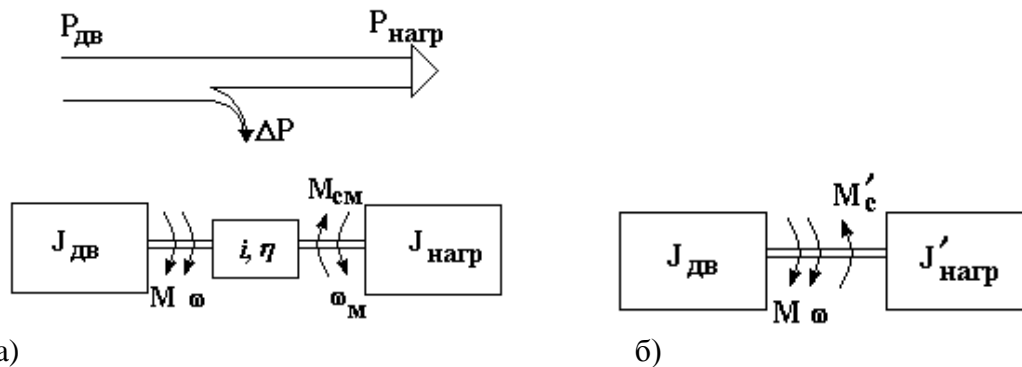 Pдв Pнагр
ΔP
Mсм M′с
Jдв i, η Jнагр Jдв J′нагр
M ω ωм M ω
а) б)